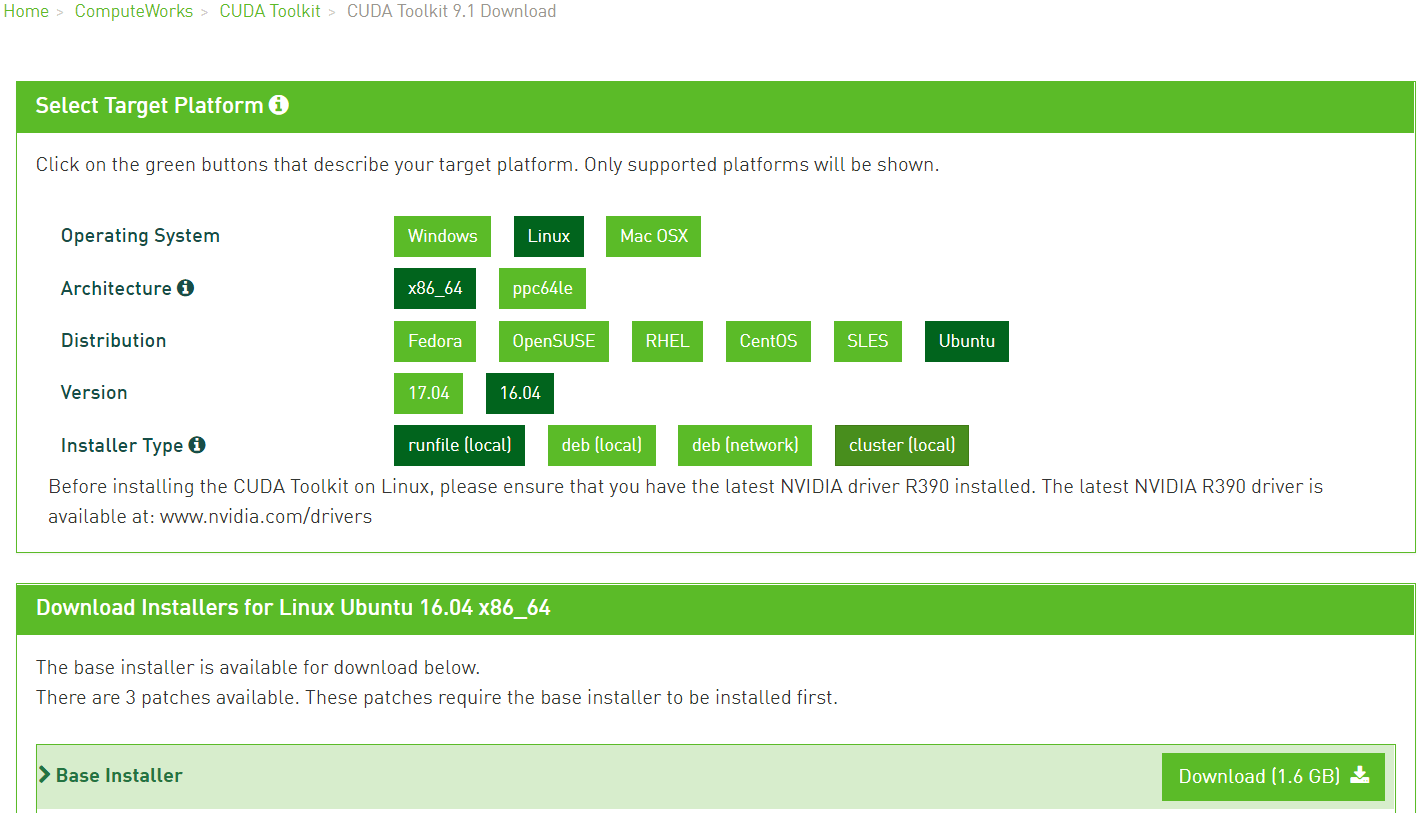 Home > ComputeWorks > CUDA Toolkit > CUDA Toolkit 9.1 Download
Select Target Platform
Click on the green buttons that describe your target platform. Only supported platforms will be shown.
Operating System Windows Linux Mac OSX
Architecture x86_64 ppc64le
Distribution Fedora OpenSUSE RHEL CentOS SLES Ubuntu
Version 17.04 16.04
Installer Type runfile (local) deb (local) deb (network) cluster (local)
Before installing the CUDA Toolkit on Linux, please ensure that you have the latest NVIDIA driver R390 installed. The latest NVIDIA R390 driver is
available at: www.nvidia.com/drivers
Download Installers for Linux Ubuntu 16.04 x86_64
The base installer is available for download below.
There are 3 patches available. These patches require the base installer to be installed first.
Base Installer Download (1.6 GB)